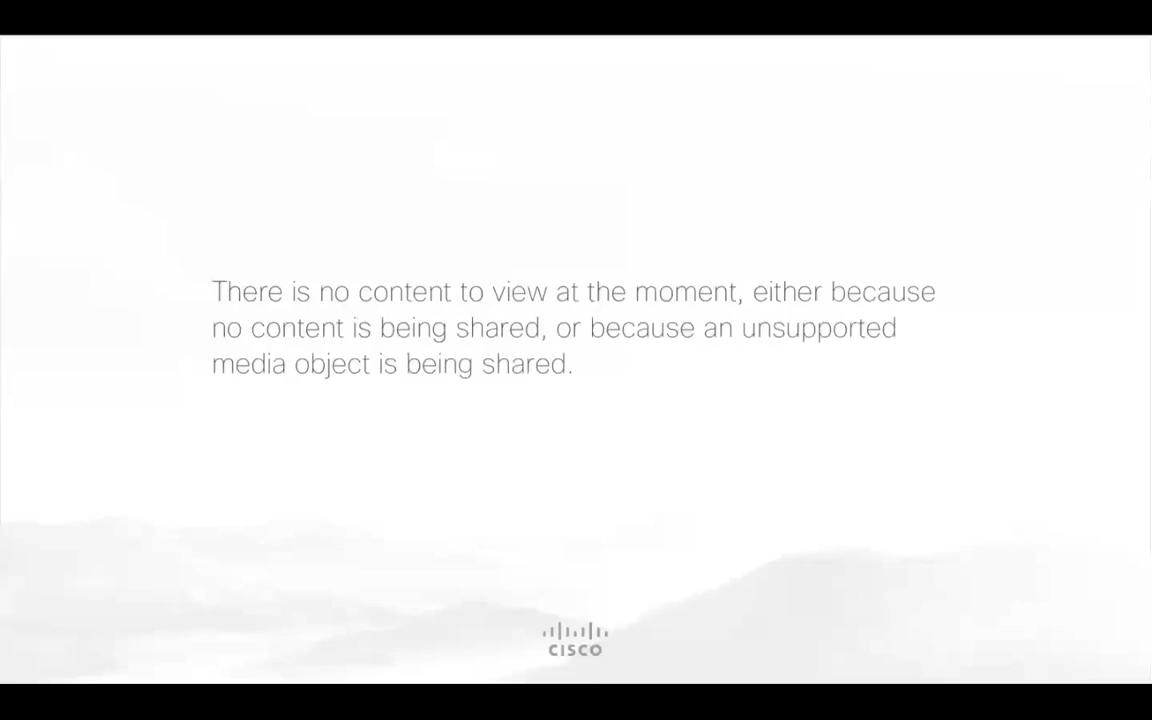 There is no content to view at the moment, either because
no content is being shared, or because an unsupported
media object is being shared.
CISCO